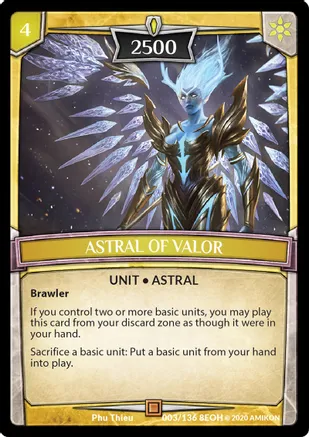 4
2500
ASTRAL OF VALOR
UNIT • ASTRAL
Brawler
If you control two or more basic units, you may play
this card from your discard zone as though it were in
your hand.
Sacrifice a basic unit: Put a basic unit from your hand
into play.
Phu Thieu 003/136 BEOH © 2020 AMIKON